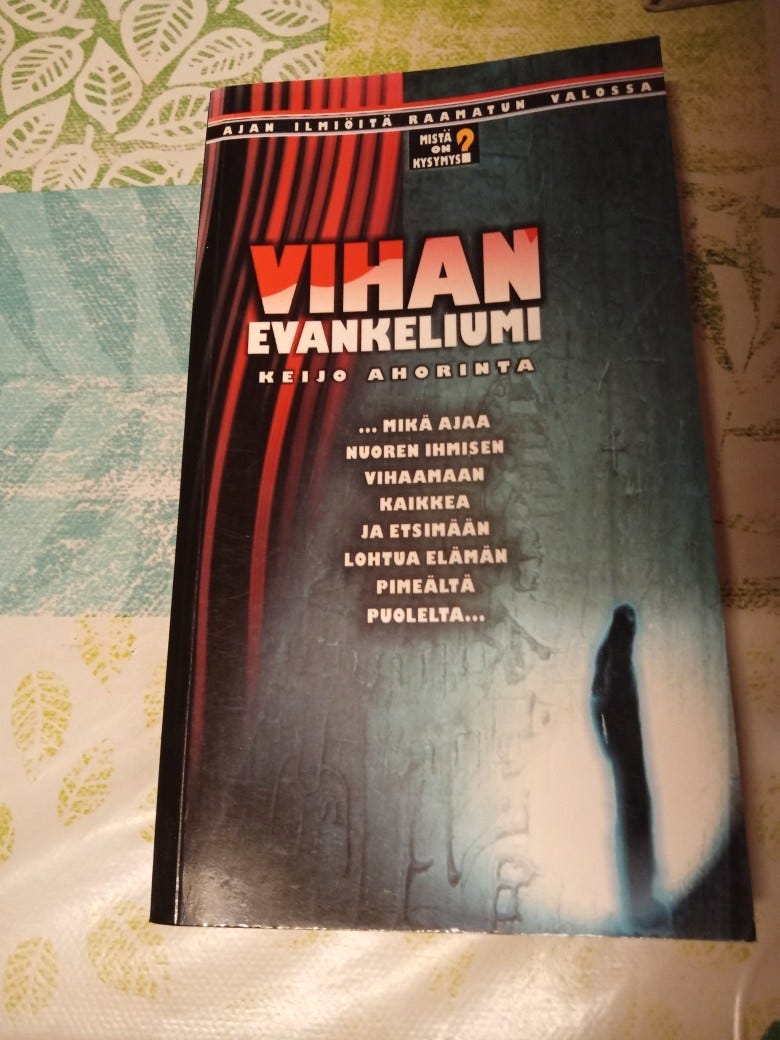 AJAN ILMIÖITÄ RAAMATUN VALOSSA
MISTÄ
ON
KYSYMYS?
VIHAN
EVANKELIUMI
KEIJO AHORINTA
... MIKÄ AJAA
NUOREN IHMISEN
VIHAAMAAN
KAIKKEA
JA ETSIMÄÄN
LOHTUA ELÄMÄN
PIMEÄLTÄ
PUOLELTA...